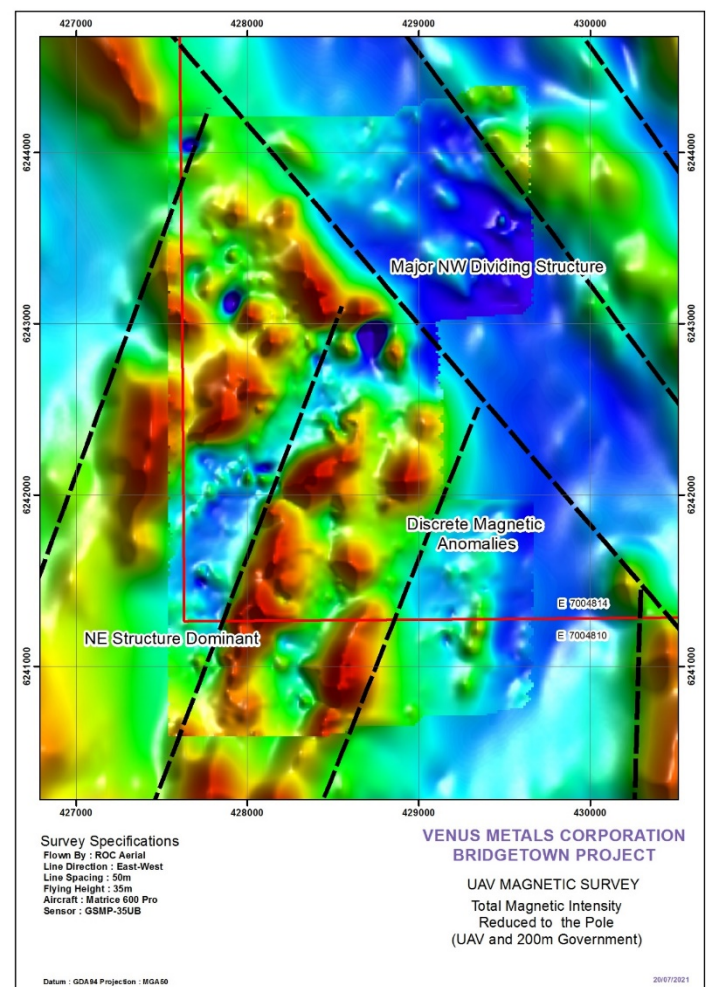 427000 428000 429000 430000
6244000 6244000
Major NW Dividing Structure
6243000 6243000
6242000 6242000
Discrete Magnetic
Anomalies
E 7004814
NE Structure Dominant
E 7004810
6241000 6241000
427000 428000 429000 430000
Survey Specifications
Flown By : ROC Aerial
Line Direction : East-West
Line Spacing : 50m
Flying Height : 35m
Aircraft : Matrice 600 Pro
Sensor : GSMP-35UB
VENUS METALS CORPORATION
BRIDGETOWN PROJECT
UAV MAGNETIC SURVEY
Total Magnetic Intensity
Reduced to the Pole
(UAV and 200m Government)
Datum : GDA94 Projection : MGA50
20/07/2021